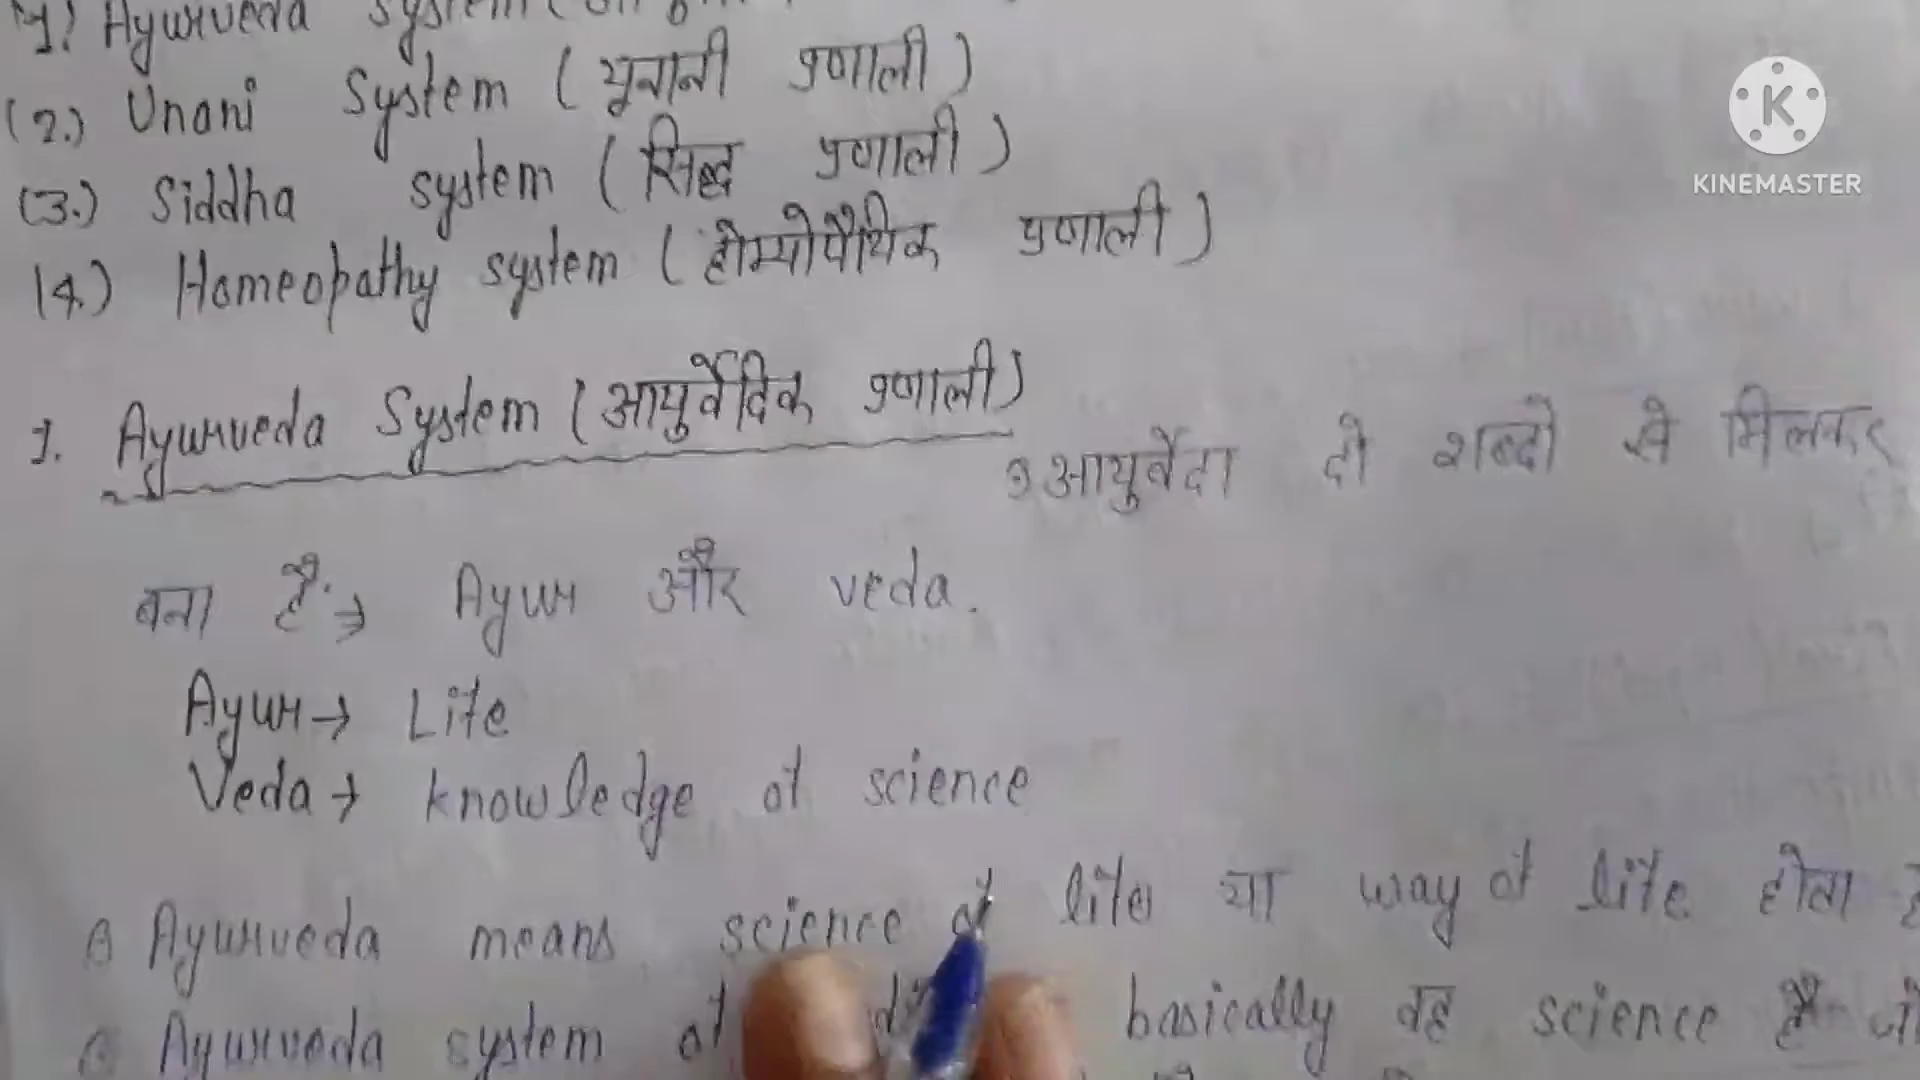 1) Ayurveda system (
(2.) Unani System (यूनानी प्रणाली)
(3.) Siddha system (सिद्ध प्रणाली)
(4.) Homeopathy system (होम्योपैथिक प्रणाली)
KINEMASTER
1. Ayurveda System (आयुर्वेदिक प्रणाली)
आयुर्वेदा दो शब्दो से मिलकर
बना है → Ayur और veda.
Ayur → Life
Veda → knowledge of science
Ayurveda means science of life या way of life होता
Ayurveda system of basically वह science है जो